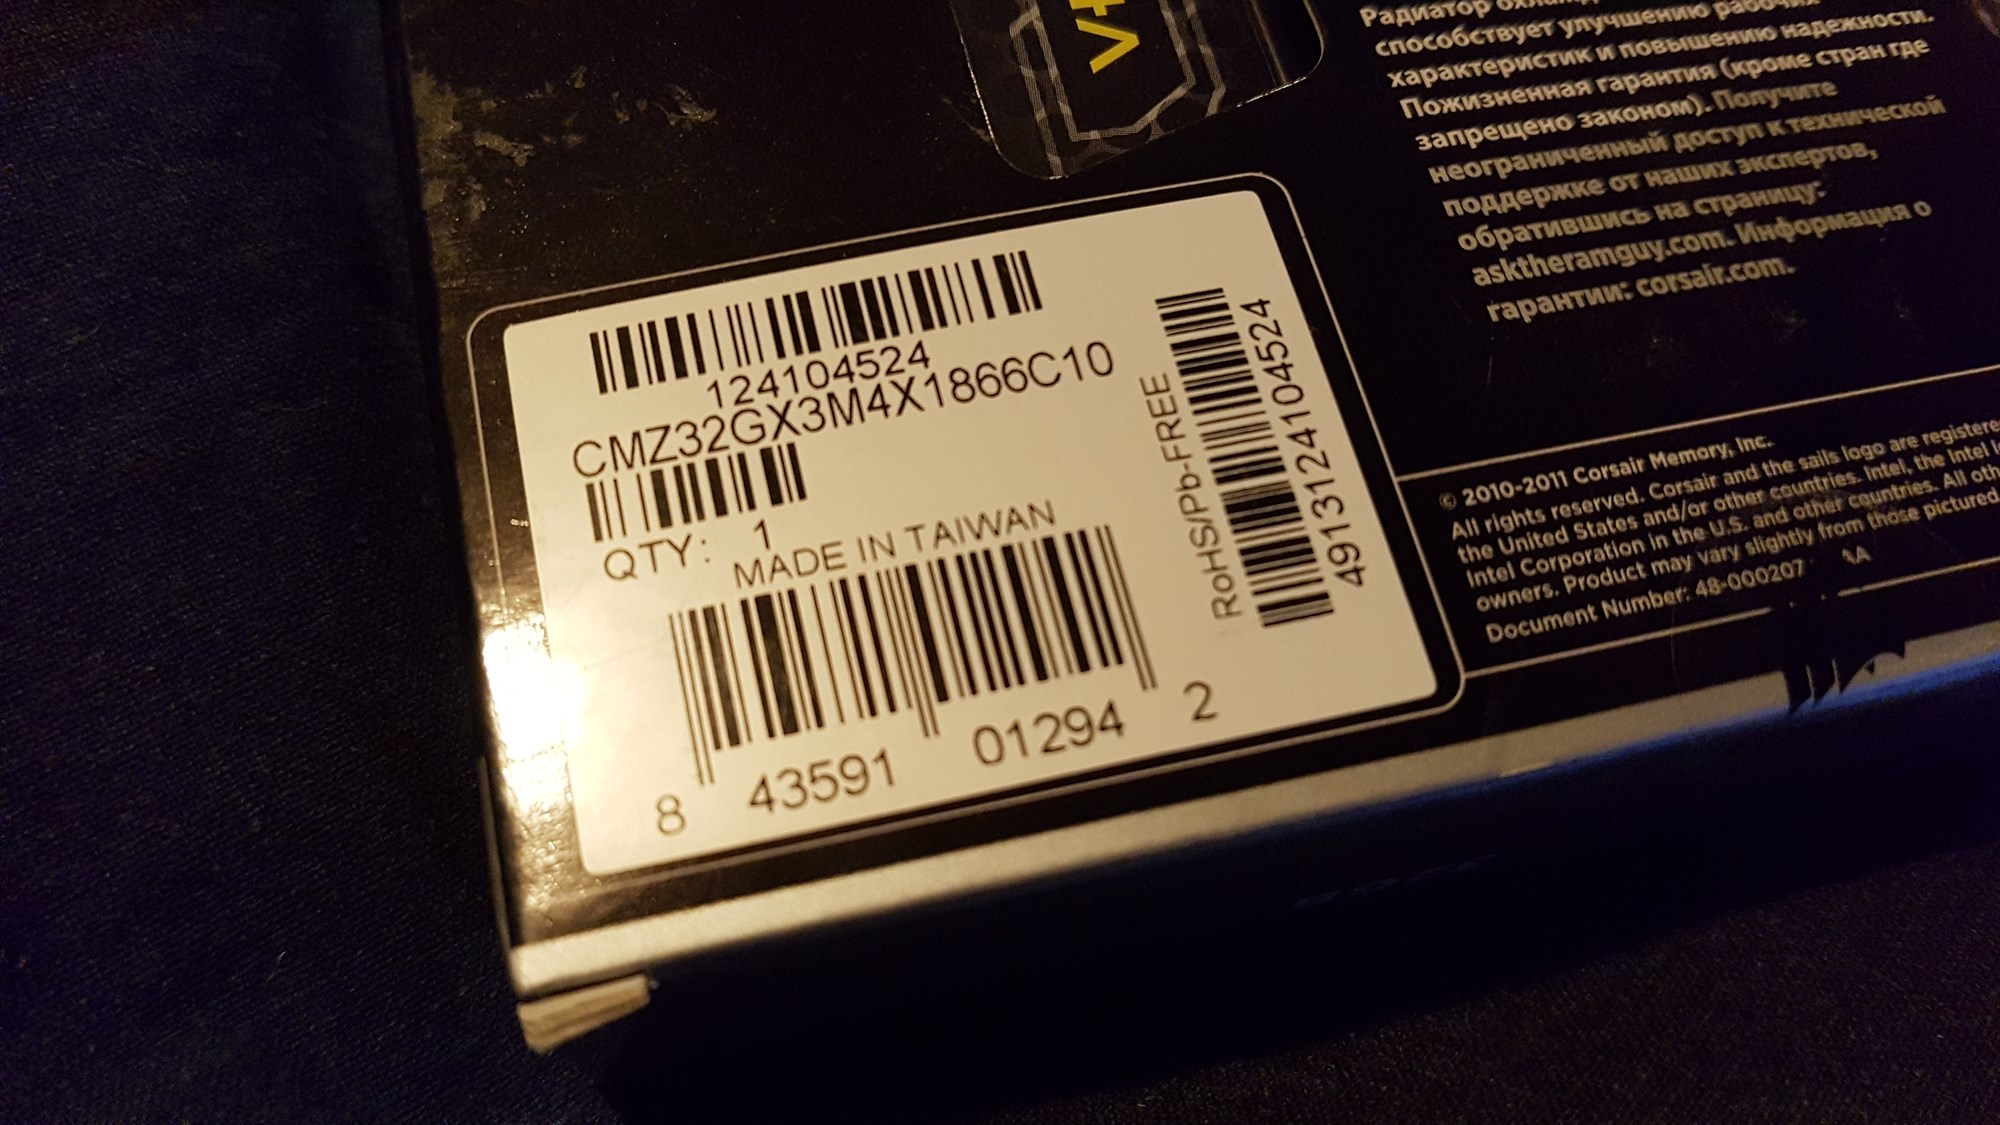 V+
Радиатор
способствует улучшению рабочих
характеристик и повышению надежности.
Пожизненная гарантия (кроме стран где
запрещено законом). Получите
неограниченный доступ к технической
поддержке от наших экспертов,
обратившись на страницу:
asktheramguy.com. Информация о
гарантии: corsair.com.
124104524
CMZ32GX3M4X1866C10
QTY: 1
MADE IN TAIWAN
8 43591 01294 2
RoHS/Pb-FREE
4913124104524
© 2010-2011 Corsair Memory, Inc.
All rights reserved. Corsair and the sails logo are registere
the United States and/or other countries. Intel, the Intel
Intel Corporation in the U.S. and other countries. All
owners. Product may vary slightly from those pictured.
Document Number: 48-000207